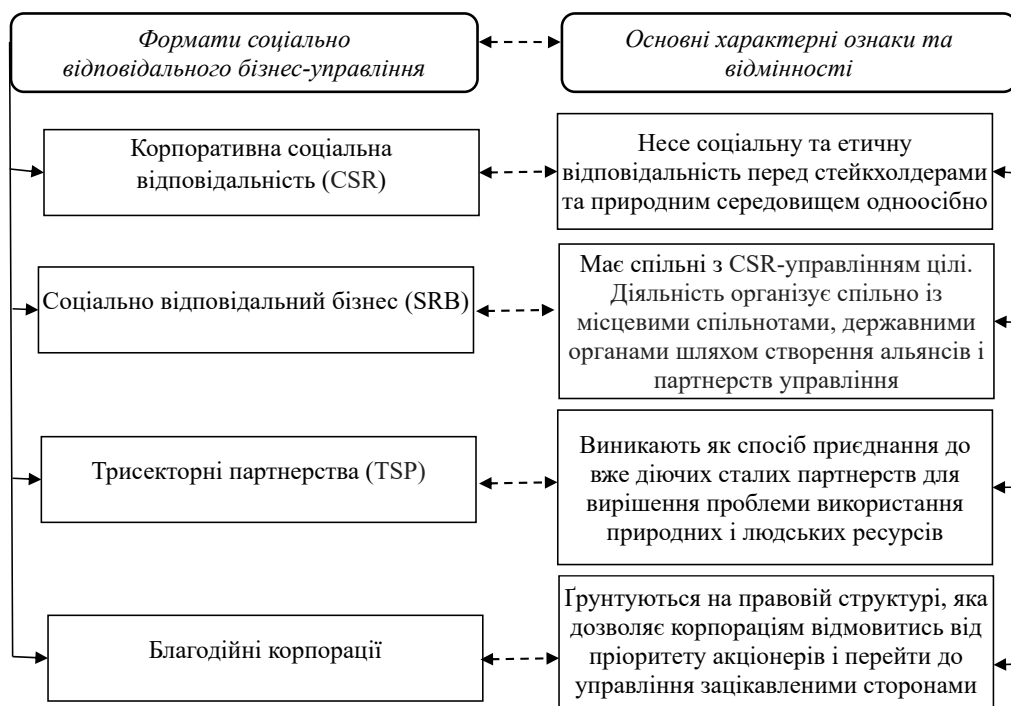 Формати соціально
відповідального бізнес-управління
Основні характерні ознаки та
відмінності
Корпоративна соціальна
відповідальність (CSR)
Несе соціальну та етичну
відповідальність перед стейкхолдерами
та природним середовищем одноосібно
Соціально відповідальний бізнес (SRB)
Має спільні з CSR-управлінням цілі.
Діяльність організує спільно із
місцевими спільнотами, державними
органами шляхом створення альянсів і
партнерств управління
Трисекторні партнерства (TSP)
Виникають як спосіб приєднання до
вже діючих сталих партнерств для
вирішення проблеми використання
природних і людських ресурсів
Благодійні корпорації
Ґрунтуються на правовій структурі, яка
дозволяє корпораціям відмовитись від
пріоритету акціонерів і перейти до
управління зацікавленими сторонами